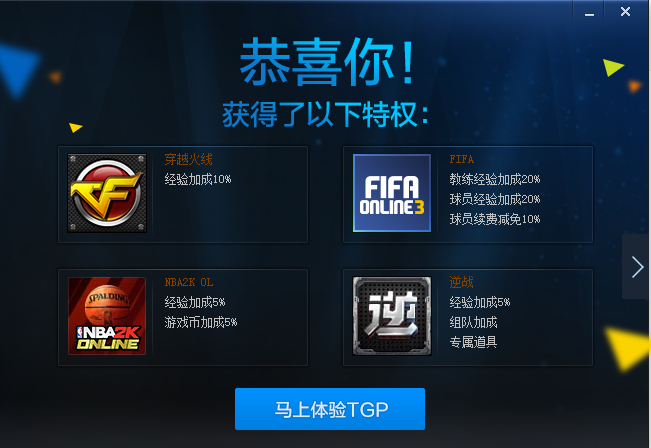 恭喜你！
获得了以下特权：
穿越火线
经验加成10%
CF
FIFA
教练经验加成20%
球员经验加成20%
球员续费减免10%
FIFA
ONLINE3
NBA2K OL
经验加成5%
游戏币加成5%
SPALDING
NBA2K
ONLINE
逆战
经验加成5%
组队加成
专属道具
逆
马上体验TGP